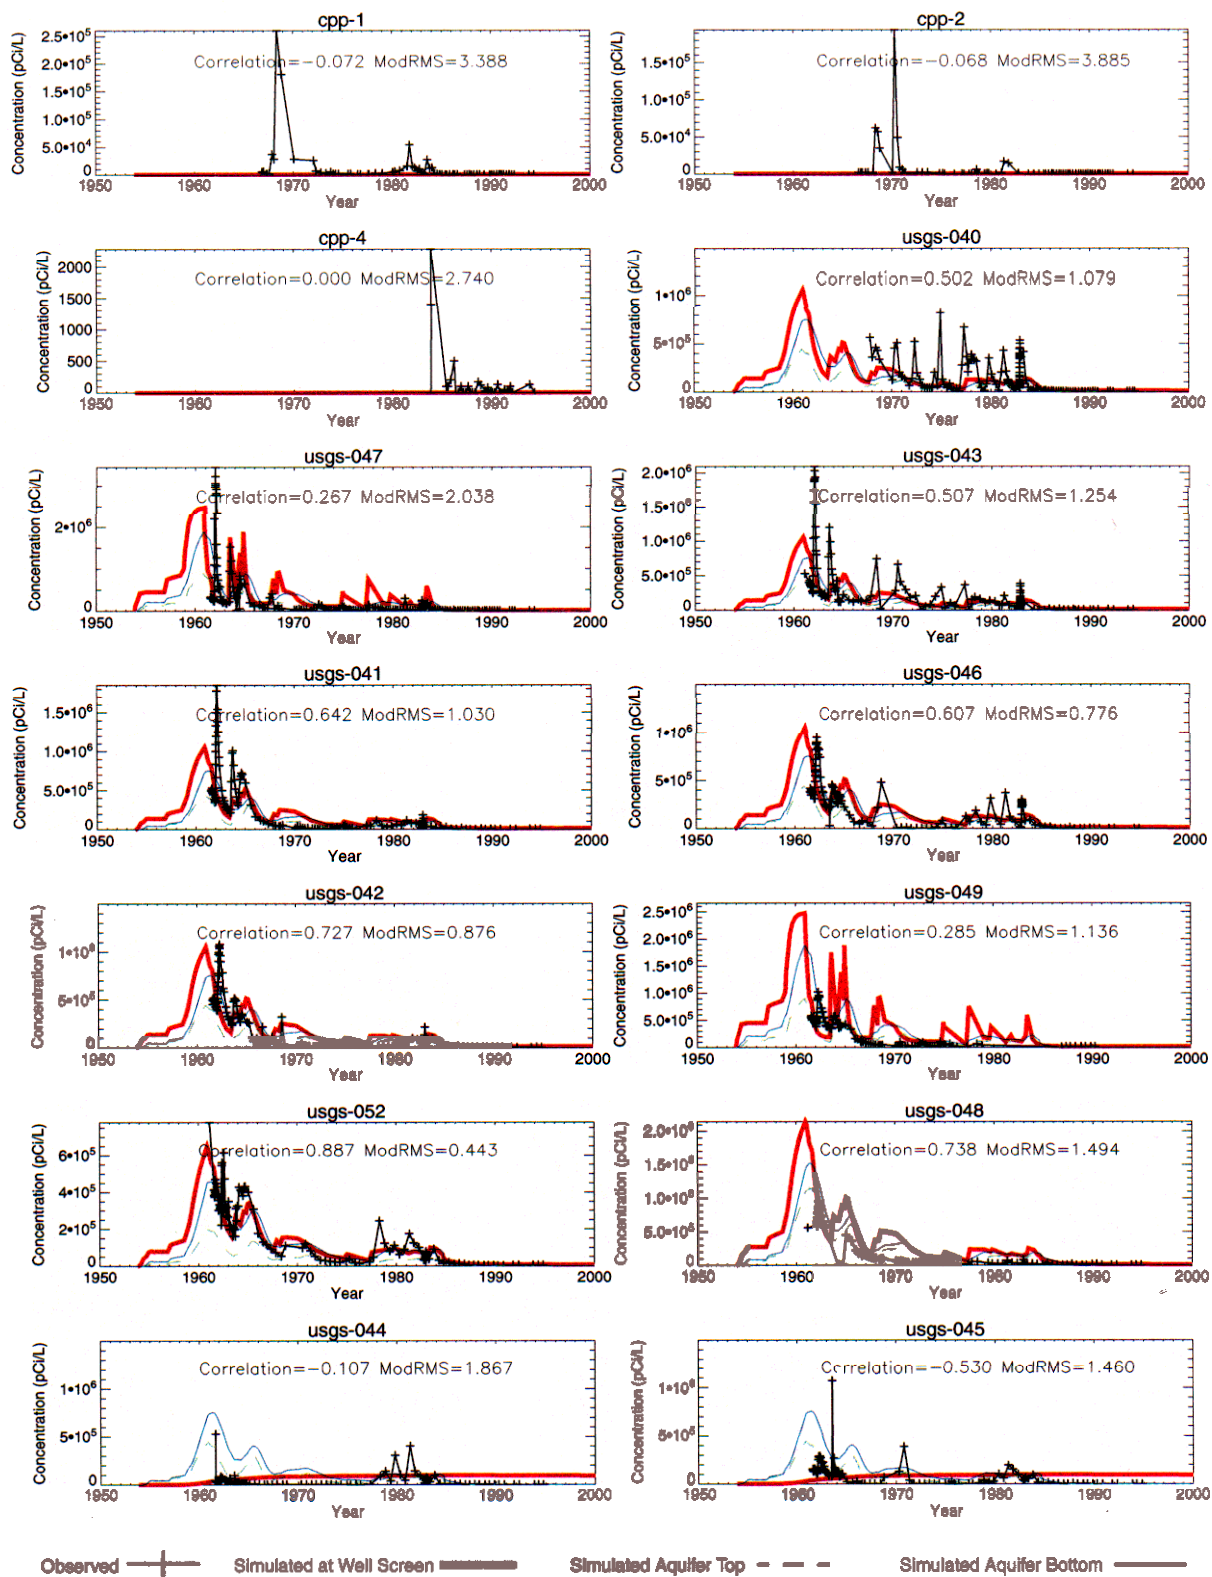 cpp-1
Concentration (pCi/L)
2.5•10⁵
2.0•10⁵
1.5•10⁵
1.0•10⁵
5.0•10⁴
0
Correlation=−0.072 ModRMS=3.388
1950 1960 1970 1980 1990 2000
Year
cpp-2
Concentration (pCi/L)
1.5•10⁵
1.0•10⁵
5.0•10⁴
0
Correlation=−0.068 ModRMS=3.885
1950 1960 1970 1980 1990 2000
Year
cpp-4
Concentration (pCi/L)
2000
1500
1000
500
0
Correlation=0.000 ModRMS=2.740
1950 1960 1970 1980 1990 2000
Year
usgs-040
Concentration (pCi/L)
1•10⁶
5•10⁵
0
Correlation=0.502 ModRMS=1.079
1950 1960 1970 1980 1990 2000
Year
usgs-047
Concentration (pCi/L)
2•10⁶
0
Correlation=0.267 ModRMS=2.038
1950 1960 1970 1980 1990 2000
Year
usgs-043
Concentration (pCi/L)
2.0•10⁶
1.5•10⁶
1.0•10⁶
5.0•10⁵
0
Correlation=0.507 ModRMS=1.254
1950 1960 1970 1980 1990 2000
Year
usgs-041
Concentration (pCi/L)
1.5•10⁶
1.0•10⁶
5.0•10⁵
0
Correlation=0.642 ModRMS=1.030
1950 1960 1970 1980 1990 2000
Year
usgs-046
Concentration (pCi/L)
1•10⁶
5•10⁵
0
Correlation=0.607 ModRMS=0.776
1950 1960 1970 1980 1990 2000
Year
usgs-042
Concentration (pCi/L)
1•10⁶
5•10⁵
0
Correlation=0.727 ModRMS=0.876
1950 1960 1970 1980 1990 2000
Year
usgs-049
Concentration (pCi/L)
2.5•10⁶
2.0•10⁶
1.5•10⁶
1.0•10⁶
5.0•10⁵
0
Correlation=0.285 ModRMS=1.136
1950 1960 1970 1980 1990 2000
Year
usgs-052
Concentration (pCi/L)
6•10⁵
4•10⁵
2•10⁵
0
Correlation=0.887 ModRMS=0.443
1950 1960 1970 1980 1990 2000
Year
usgs-048
Concentration (pCi/L)
2.0•10⁶
1.5•10⁶
1.0•10⁶
5.0•10⁵
0
Correlation=0.738 ModRMS=1.494
1950 1960 1970 1980 1990 2000
Year
usgs-044
Concentration (pCi/L)
1•10⁶
5•10⁵
0
Correlation=−0.107 ModRMS=1.867
1950 1960 1970 1980 1990 2000
Year
usgs-045
Concentration (pCi/L)
1•10⁶
5•10⁵
0
Correlation=−0.530 ModRMS=1.460
1950 1960 1970 1980 1990 2000
Year
Observed Simulated at Well Screen Simulated Aquifer Top Simulated Aquifer Bottom